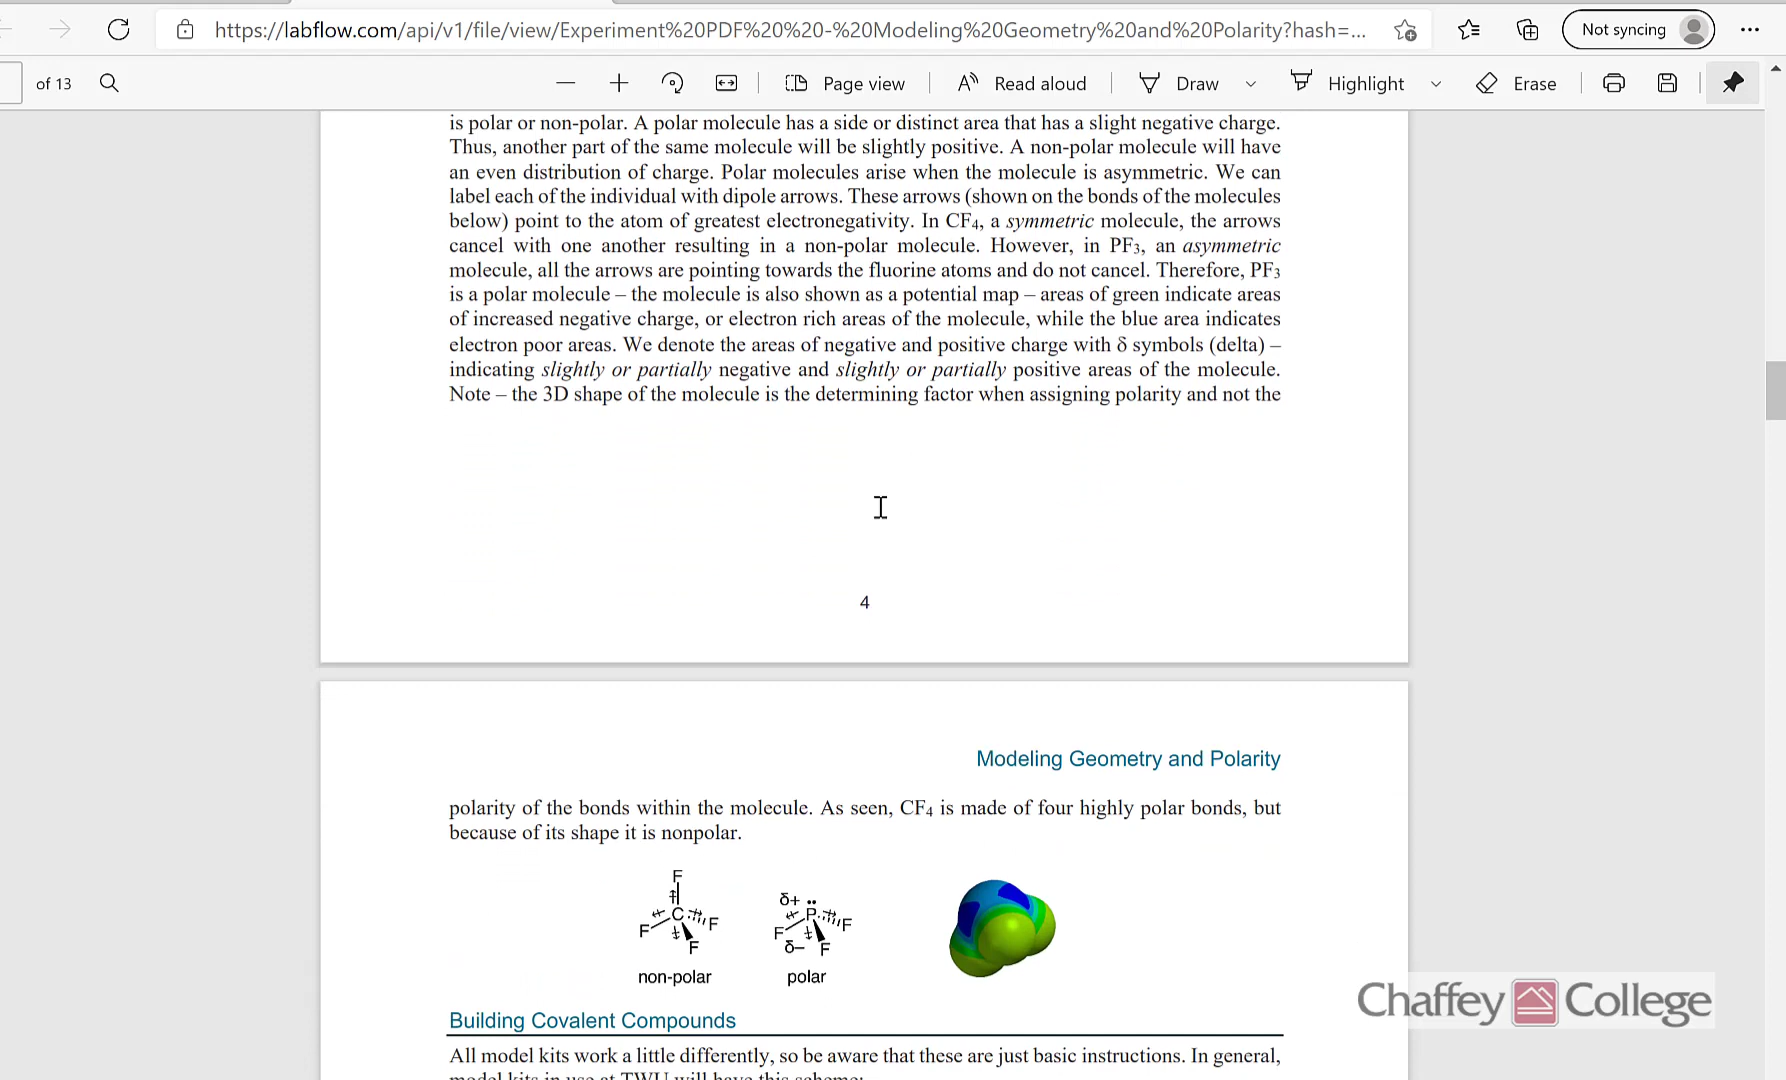 https://labflow.com/api/v1/file/view/Experiment%20PDF%20%20-%20Modeling%20Geometry%20and%20Polarity?hash=...
Not syncing
of 13
Page view
Read aloud
Draw
Highlight
Erase
is polar or non-polar. A polar molecule has a side or distinct area that has a slight negative charge.
Thus, another part of the same molecule will be slightly positive. A non-polar molecule will have
an even distribution of charge. Polar molecules arise when the molecule is asymmetric. We can
label each of the individual with dipole arrows. These arrows (shown on the bonds of the molecules
below) point to the atom of greatest electronegativity. In CF4, a symmetric molecule, the arrows
cancel with one another resulting in a non-polar molecule. However, in PF3, an asymmetric
molecule, all the arrows are pointing towards the fluorine atoms and do not cancel. Therefore, PF3
is a polar molecule – the molecule is also shown as a potential map – areas of green indicate areas
of increased negative charge, or electron rich areas of the molecule, while the blue area indicates
electron poor areas. We denote the areas of negative and positive charge with δ symbols (delta) –
indicating slightly or partially negative and slightly or partially positive areas of the molecule.
Note – the 3D shape of the molecule is the determining factor when assigning polarity and not the
4
Modeling Geometry and Polarity
polarity of the bonds within the molecule. As seen, CF4 is made of four highly polar bonds, but
because of its shape it is nonpolar.
F
C
F
F
F
δ+
P
F
F
δ–
F
non-polar
polar
Chaffey College
Building Covalent Compounds
All model kits work a little differently, so be aware that these are just basic instructions. In general,
model kits in use at TWU will have this scheme: